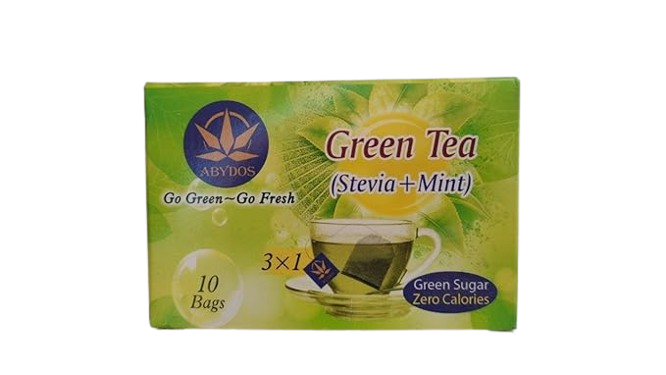 ABYDOS
Go Green~Go Fresh
Green Tea
(Stevia+Mint)
3×1
10
Bags
Green Sugar
Zero Calories